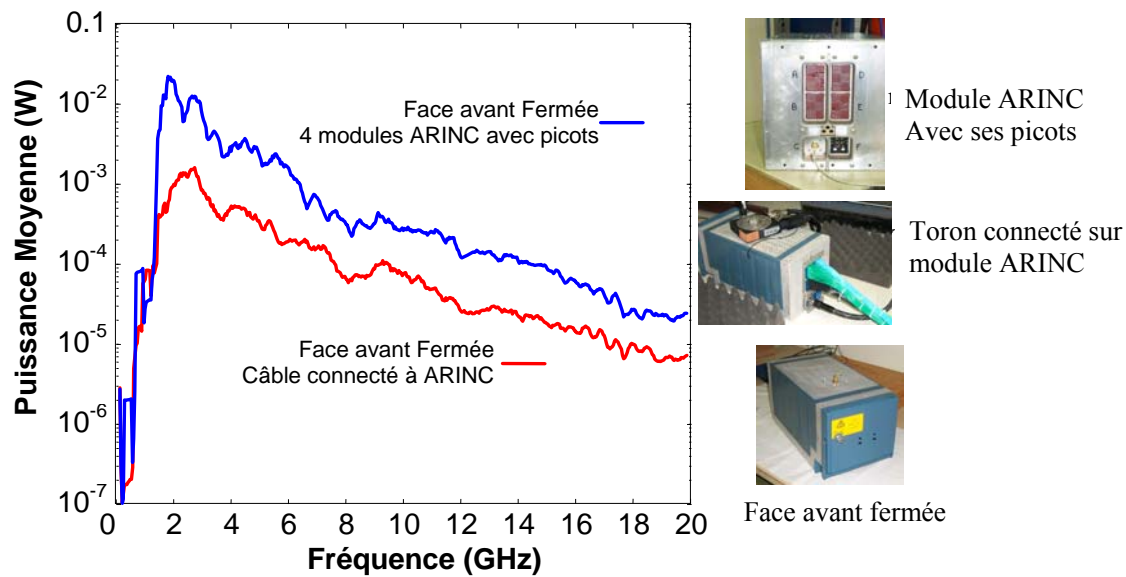 0.1
10-2
10-3
10-4
10-5
10-6
10-7
Puissance Moyenne (W)
Face avant Fermée
4 modules ARINC avec picots
Face avant Fermée
Câble connecté à ARINC
0 2 4 6 8 10 12 14 16 18 20
Fréquence (GHz)
A D
B E
C F
Module ARINC
Avec ses picots
Toron connecté sur
module ARINC
Face avant fermée